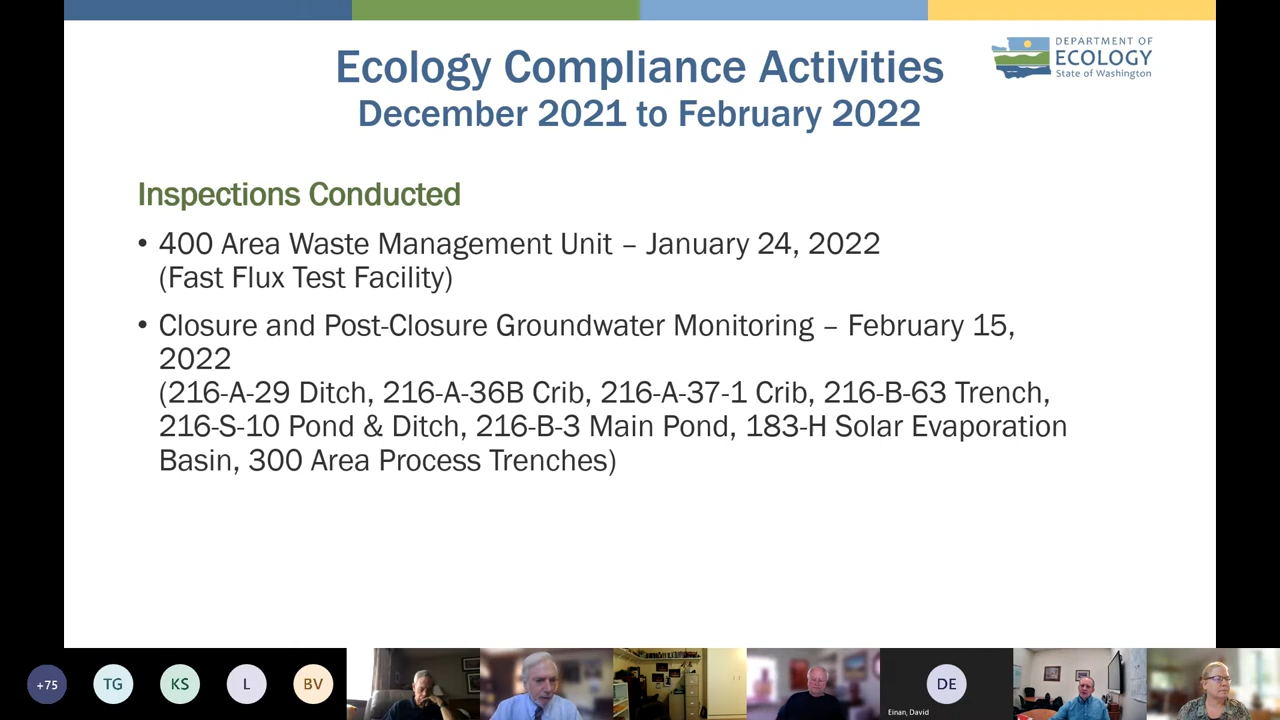 Ecology Compliance Activities
December 2021 to February 2022
DEPARTMENT OF
ECOLOGY
State of Washington
Inspections Conducted
• 400 Area Waste Management Unit – January 24, 2022
(Fast Flux Test Facility)
• Closure and Post-Closure Groundwater Monitoring – February 15,
2022
(216-A-29 Ditch, 216-A-36B Crib, 216-A-37-1 Crib, 216-B-63 Trench,
216-S-10 Pond & Ditch, 216-B-3 Main Pond, 183-H Solar Evaporation
Basin, 300 Area Process Trenches)
+75 TG KS L BV DE
Einan, David